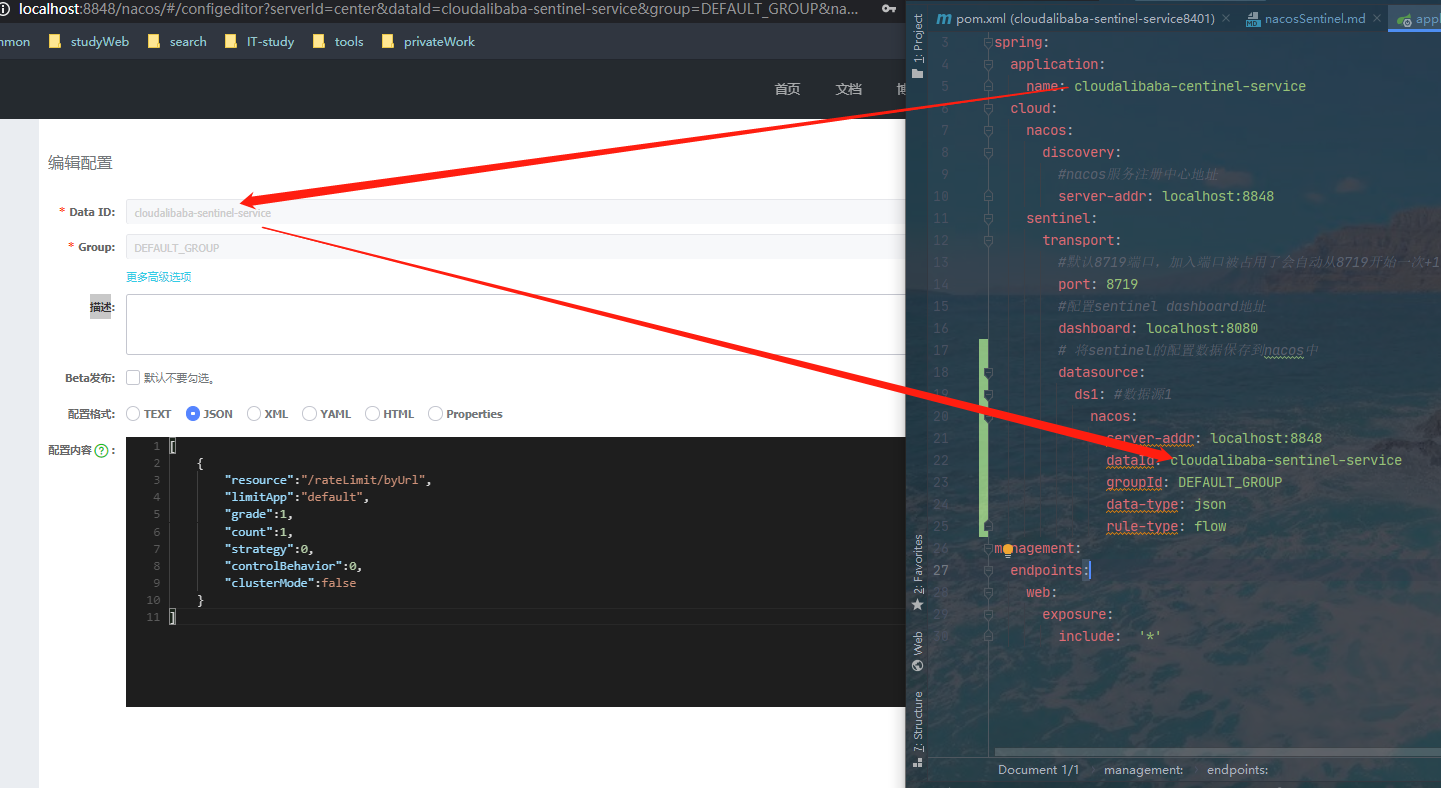 localhost:8848/nacos/#/configeditor?serverId=center&dataId=cloudalibaba-sentinel-service&group=DEFAULT_GROUP&na...
mmon
studyWeb
search
IT-study
tools
privateWork
首页
文档
编辑配置
* Data ID:
cloudalibaba-sentinel-service
* Group:
DEFAULT_GROUP
更多高级选项
描述:
Beta发布:
默认不要勾选。
配置格式:
TEXT
JSON
XML
YAML
HTML
Properties
配置内容 ? :
1 [
2 {
3 "resource":"/rateLimit/byUrl",
4 "limitApp":"default",
5 "grade":1,
6 "count":1,
7 "strategy":0,
8 "controlBehavior":0,
9 "clusterMode":false
10 }
11 ]
pom.xml (cloudalibaba-sentinel-service8401)
nacosSentinel.md
appl
1: Project
2: Favorites
Web
7: Structure
3 spring:
4 application:
5 name: cloudalibaba-centinel-service
6 cloud:
7 nacos:
8 discovery:
9 #nacos服务注册中心地址
10 server-addr: localhost:8848
11 sentinel:
12 transport:
13 #默认8719端口，加入端口被占用了会自动从8719开始一次+1
14 port: 8719
15 #配置sentinel dashboard地址
16 dashboard: localhost:8080
17 # 将sentinel的配置数据保存到nacos中
18 datasource:
19 ds1: #数据源1
20 nacos:
21 server-addr: localhost:8848
22 dataId: cloudalibaba-sentinel-service
23 groupId: DEFAULT_GROUP
24 data-type: json
25 rule-type: flow
26 management:
27 endpoints:
28 web:
29 exposure:
30 include: '*'
Document 1/1
management:
endpoints: